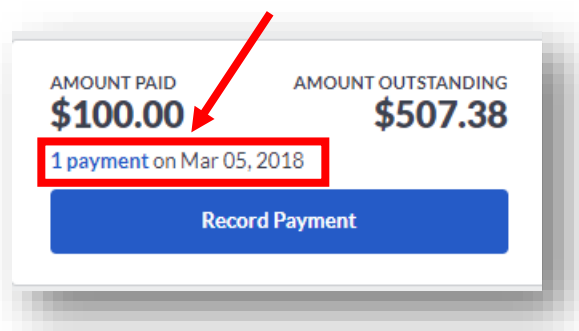 AMOUNT PAID AMOUNT OUTSTANDING
$100.00 $507.38
1 payment on Mar 05, 2018
Record Payment